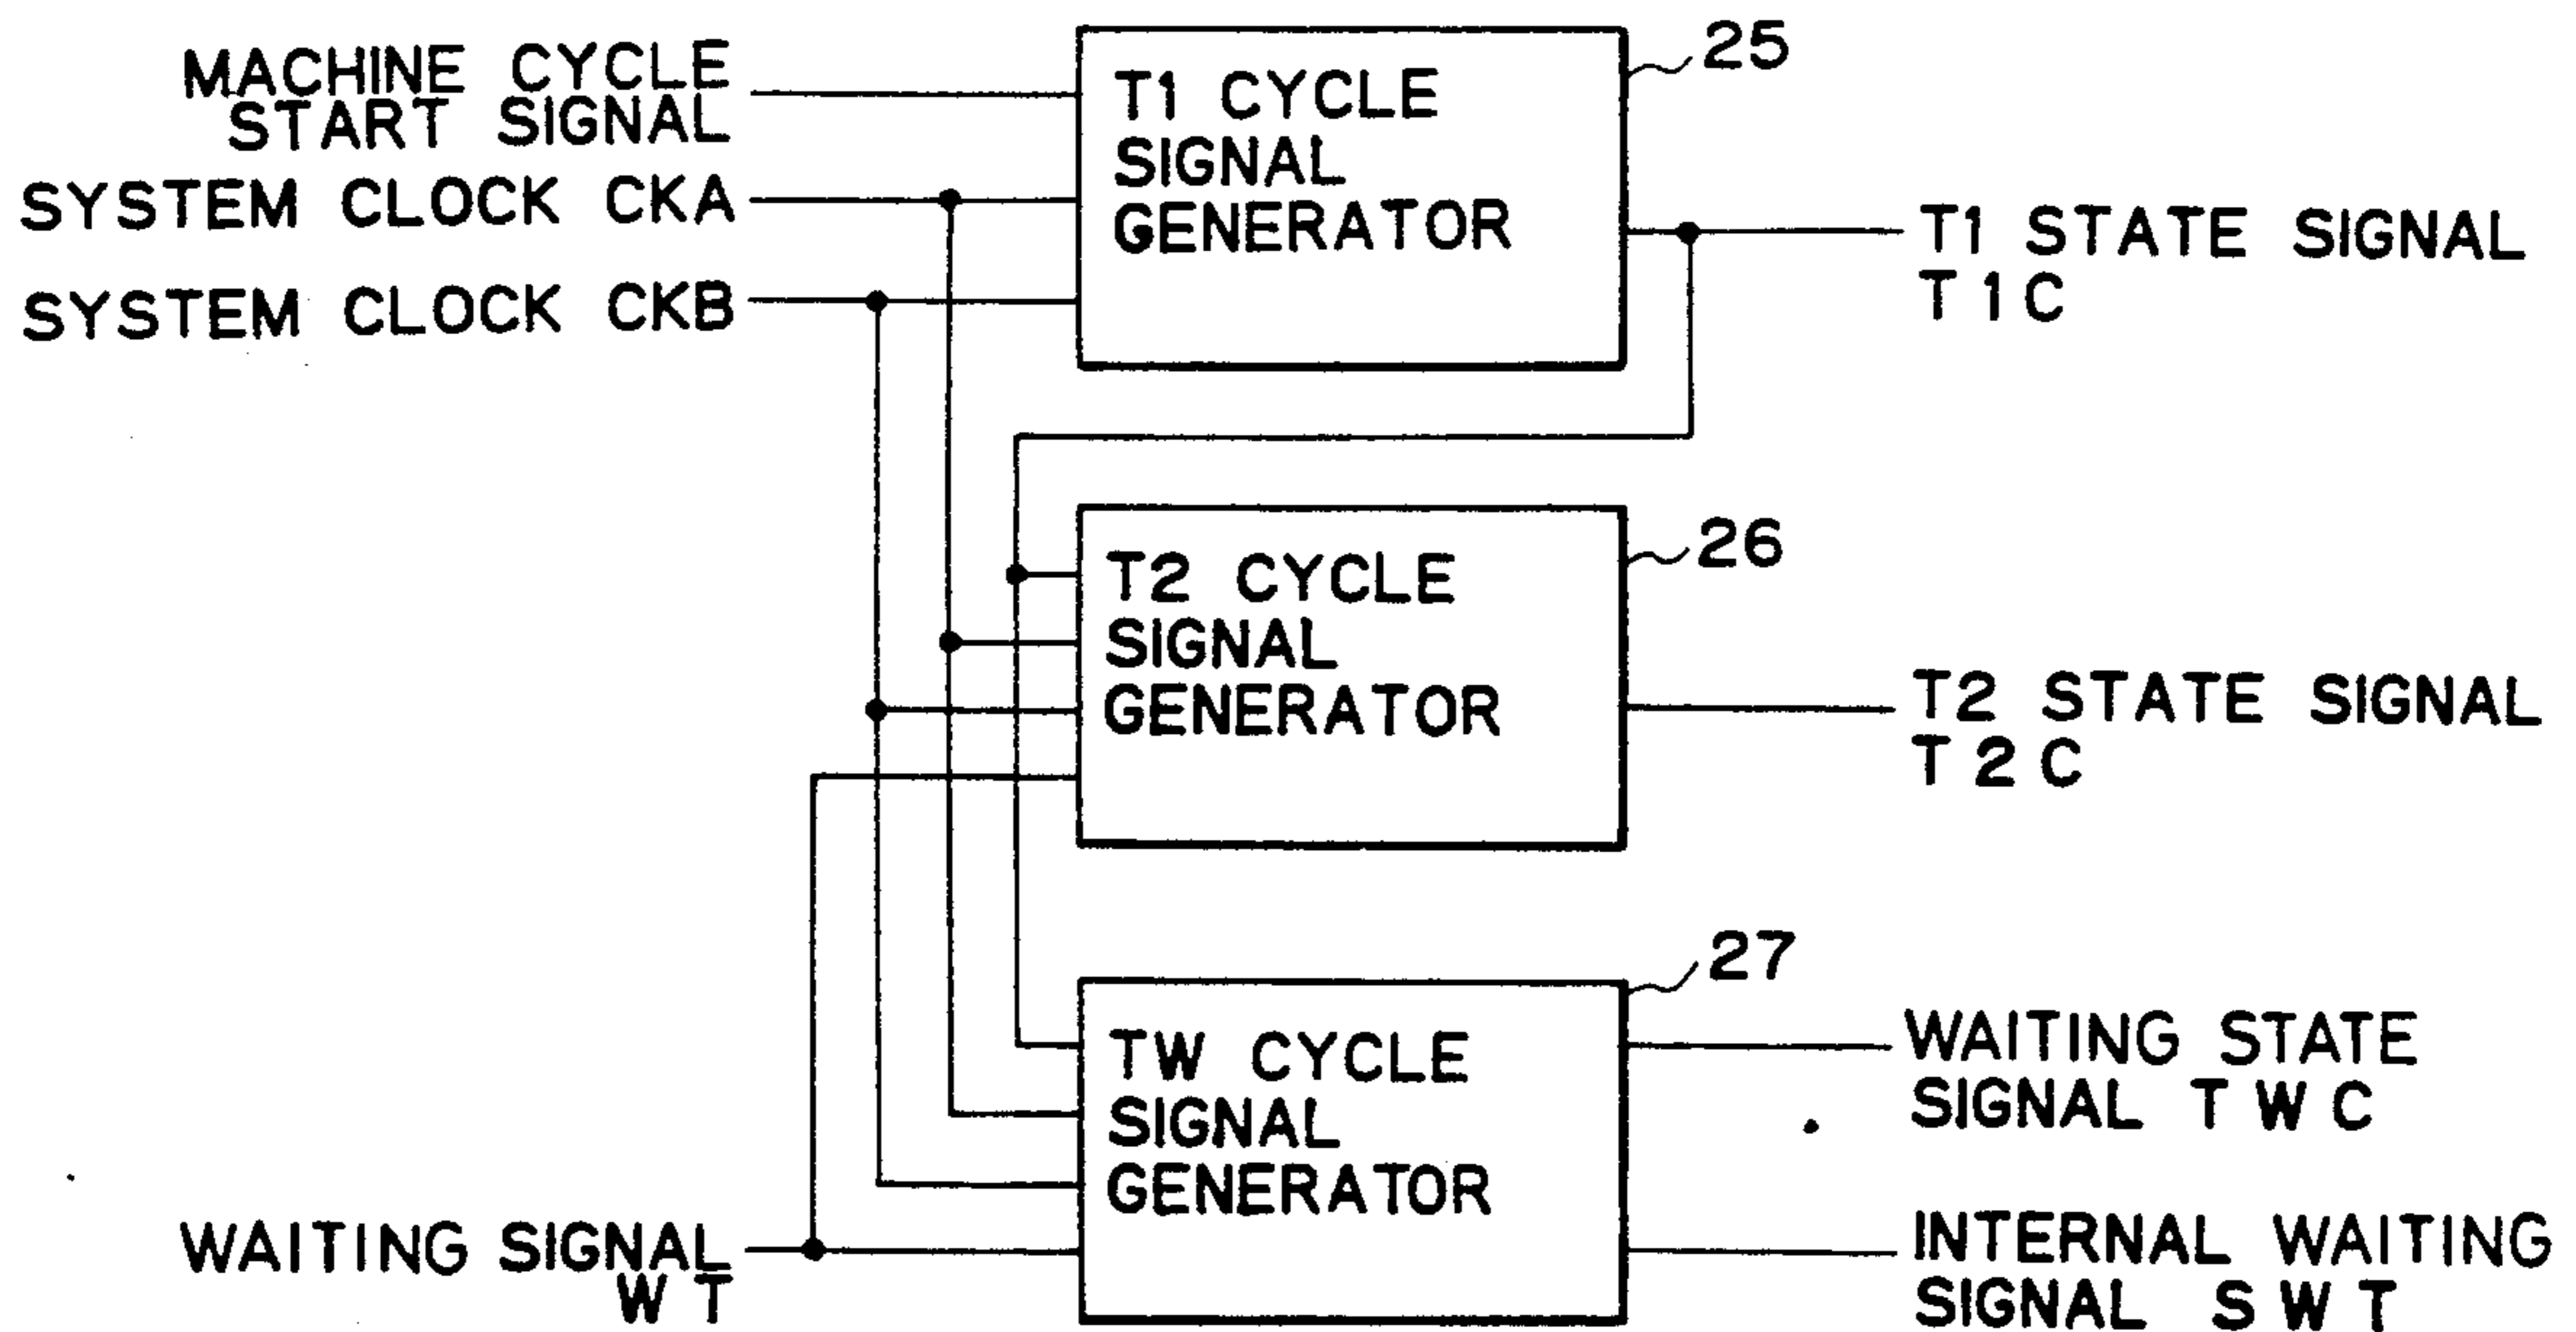 MACHINE CYCLE
START SIGNAL
SYSTEM CLOCK CKA
SYSTEM CLOCK CKB
T1 CYCLE
SIGNAL
GENERATOR
25
T1 STATE SIGNAL
T1C
T2 CYCLE
SIGNAL
GENERATOR
26
T2 STATE SIGNAL
T2C
WAITING SIGNAL
WT
TW CYCLE
SIGNAL
GENERATOR
27
WAITING STATE
SIGNAL TWC
INTERNAL WAITING
SIGNAL SWT